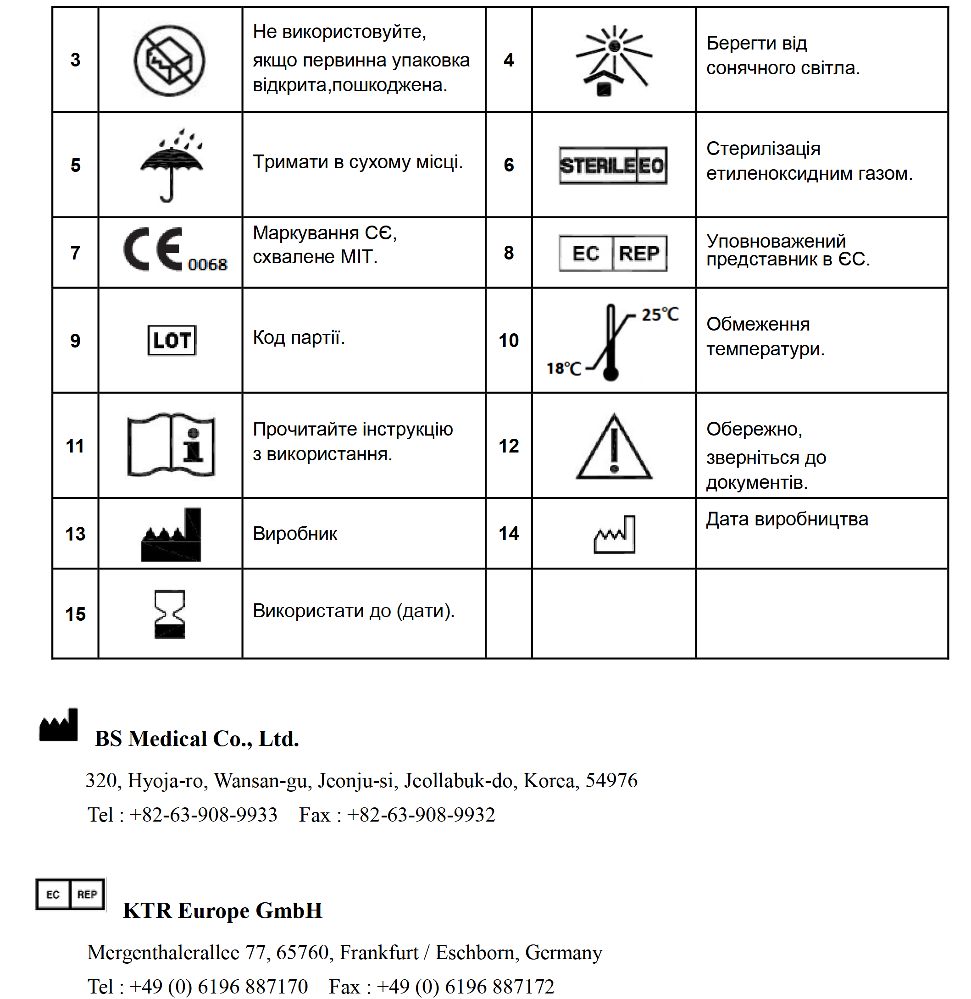 3
Не використовуйте,
якщо первинна упаковка
відкрита,пошкоджена.
4
Берегти від
сонячного світла.
5
Тримати в сухому місці.
6
STERILE EO
Стерилізація
етиленоксидним газом.
7
CE 0068
Маркування СЄ,
схвалене МІТ.
8
EC REP
Уповноважений
представник в ЄС.
9
LOT
Код партії.
10
25℃
18℃
Обмеження
температури.
11
i
Прочитайте інструкцію
з використання.
12
!
Обережно,
зверніться до
документів.
13
Виробник
14
Дата виробництва
15
Використати до (дати).
BS Medical Co., Ltd.
320, Hyoja-ro, Wansan-gu, Jeonju-si, Jeollabuk-do, Korea, 54976
Tel : +82-63-908-9933 Fax : +82-63-908-9932
EC REP
KTR Europe GmbH
Mergenthalerallee 77, 65760, Frankfurt / Eschborn, Germany
Tel : +49 (0) 6196 887170 Fax : +49 (0) 6196 887172